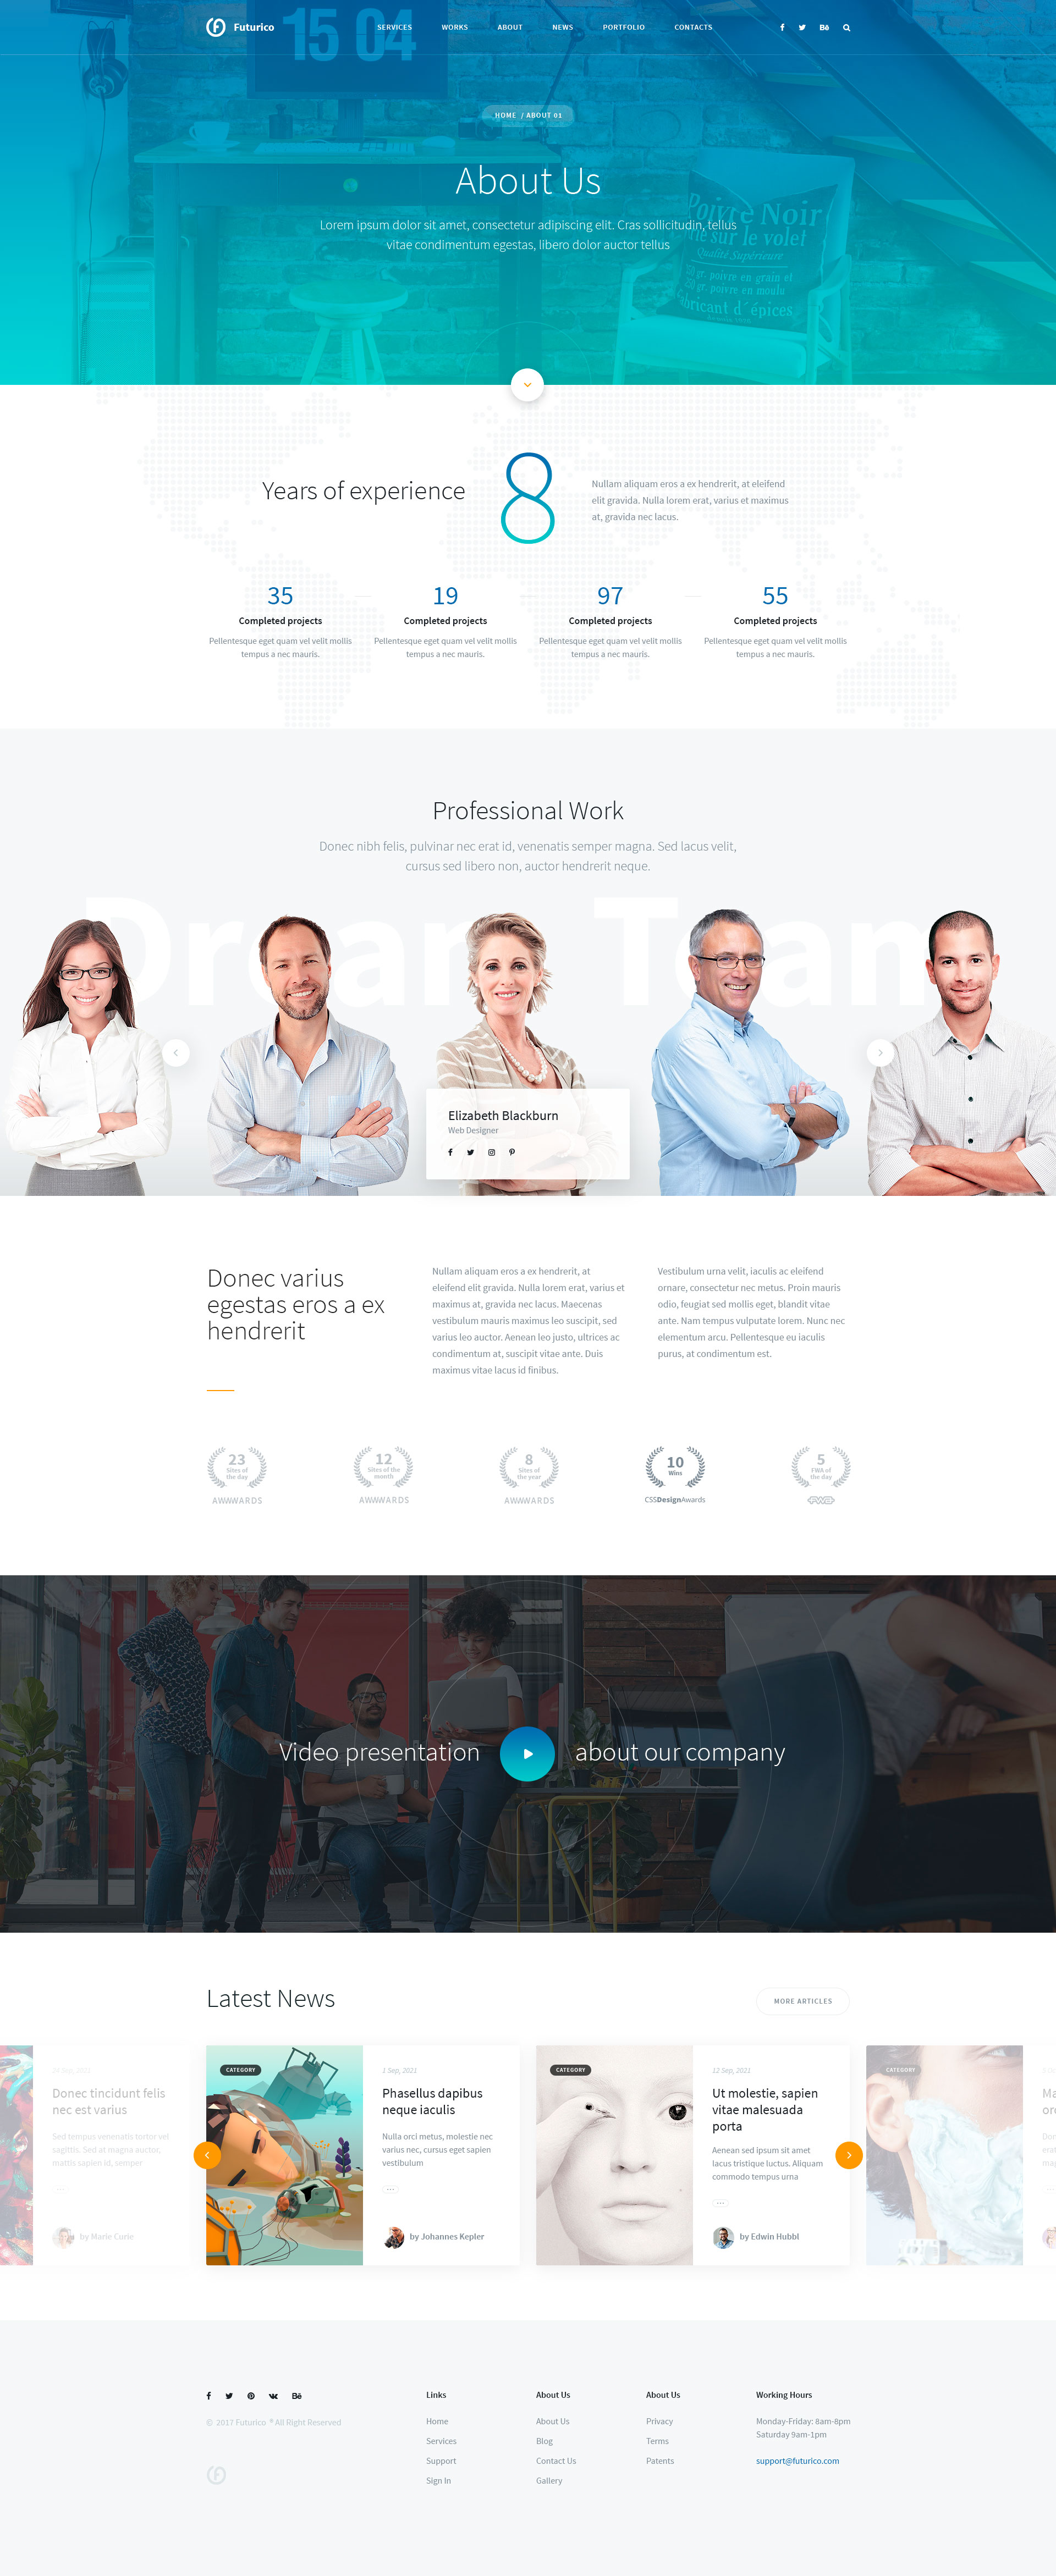 Futurico
SERVICES WORKS ABOUT NEWS PORTFOLIO CONTACTS
15 04
HOME / ABOUT 01
About Us
Lorem ipsum dolor sit amet, consectetur adipiscing elit. Cras sollicitudin, tellus
vitae condimentum egestas, libero dolor auctor tellus
Poivre Noir
sur le volet
Qualité Supérieure
poivre en grain et
poivre moulu
Fabricant d'épices
Years of experience
8
Nullam aliquam eros a ex hendrerit, at eleifend
elit gravida. Nulla lorem erat, varius et maximus
at, gravida nec lacus.
35
Completed projects
Pellentesque eget quam vel velit mollis
tempus a nec mauris.
19
Completed projects
Pellentesque eget quam vel velit mollis
tempus a nec mauris.
97
Completed projects
Pellentesque eget quam vel velit mollis
tempus a nec mauris.
55
Completed projects
Pellentesque eget quam vel velit mollis
tempus a nec mauris.
Professional Work
Donec nibh felis, pulvinar nec erat id, venenatis semper magna. Sed lacus velit,
cursus sed libero non, auctor hendrerit neque.
Dream Team
Elizabeth Blackburn
Web Designer
Donec varius
egestas eros a ex
hendrerit
Nullam aliquam eros a ex hendrerit, at
eleifend elit gravida. Nulla lorem erat, varius et
maximus at, gravida nec lacus. Maecenas
vestibulum mauris maximus leo suscipit, sed
varius leo auctor. Aenean leo justo, ultrices ac
condimentum at, suscipit vitae ante. Duis
maximus vitae lacus id finibus.
Vestibulum urna velit, iaculis ac eleifend
ornare, consectetur nec metus. Proin mauris
odio, feugiat sed mollis eget, blandit vitae
ante. Nam tempus vulputate lorem. Nunc nec
elementum arcu. Pellentesque eu iaculis
purus, at condimentum est.
23
Sites of
the day
AWWWARDS
12
Sites of the
month
AWWWARDS
8
Sites of
the year
AWWWARDS
10
Wins
CSSDesignAwards
5
FWA of
the day
FWA
Video presentation about our company
Latest News
MORE ARTICLES
Donec tincidunt felis
nec est varius
Sed tempus venenatis tortor vel
sagittis. Sed at magna auctor,
mattis sapien id, semper
by Marie Curie
CATEGORY
1 Sep, 2021
Phasellus dapibus
neque iaculis
Nulla orci metus, molestie nec
varius nec, cursus eget sapien
vestibulum
by Johannes Kepler
CATEGORY
12 Sep, 2021
Ut molestie, sapien
vitae malesuada
porta
Aenean sed ipsum sit amet
lacus tristique luctus. Aliquam
commodo tempus urna
by Edwin Hubbl
CATEGORY
© 2017 Futurico ® All Right Reserved
Links
Home
Services
Support
Sign In
About Us
About Us
Blog
Contact Us
Gallery
About Us
Privacy
Terms
Patents
Working Hours
Monday-Friday: 8am-8pm
Saturday 9am-1pm
support@futurico.com